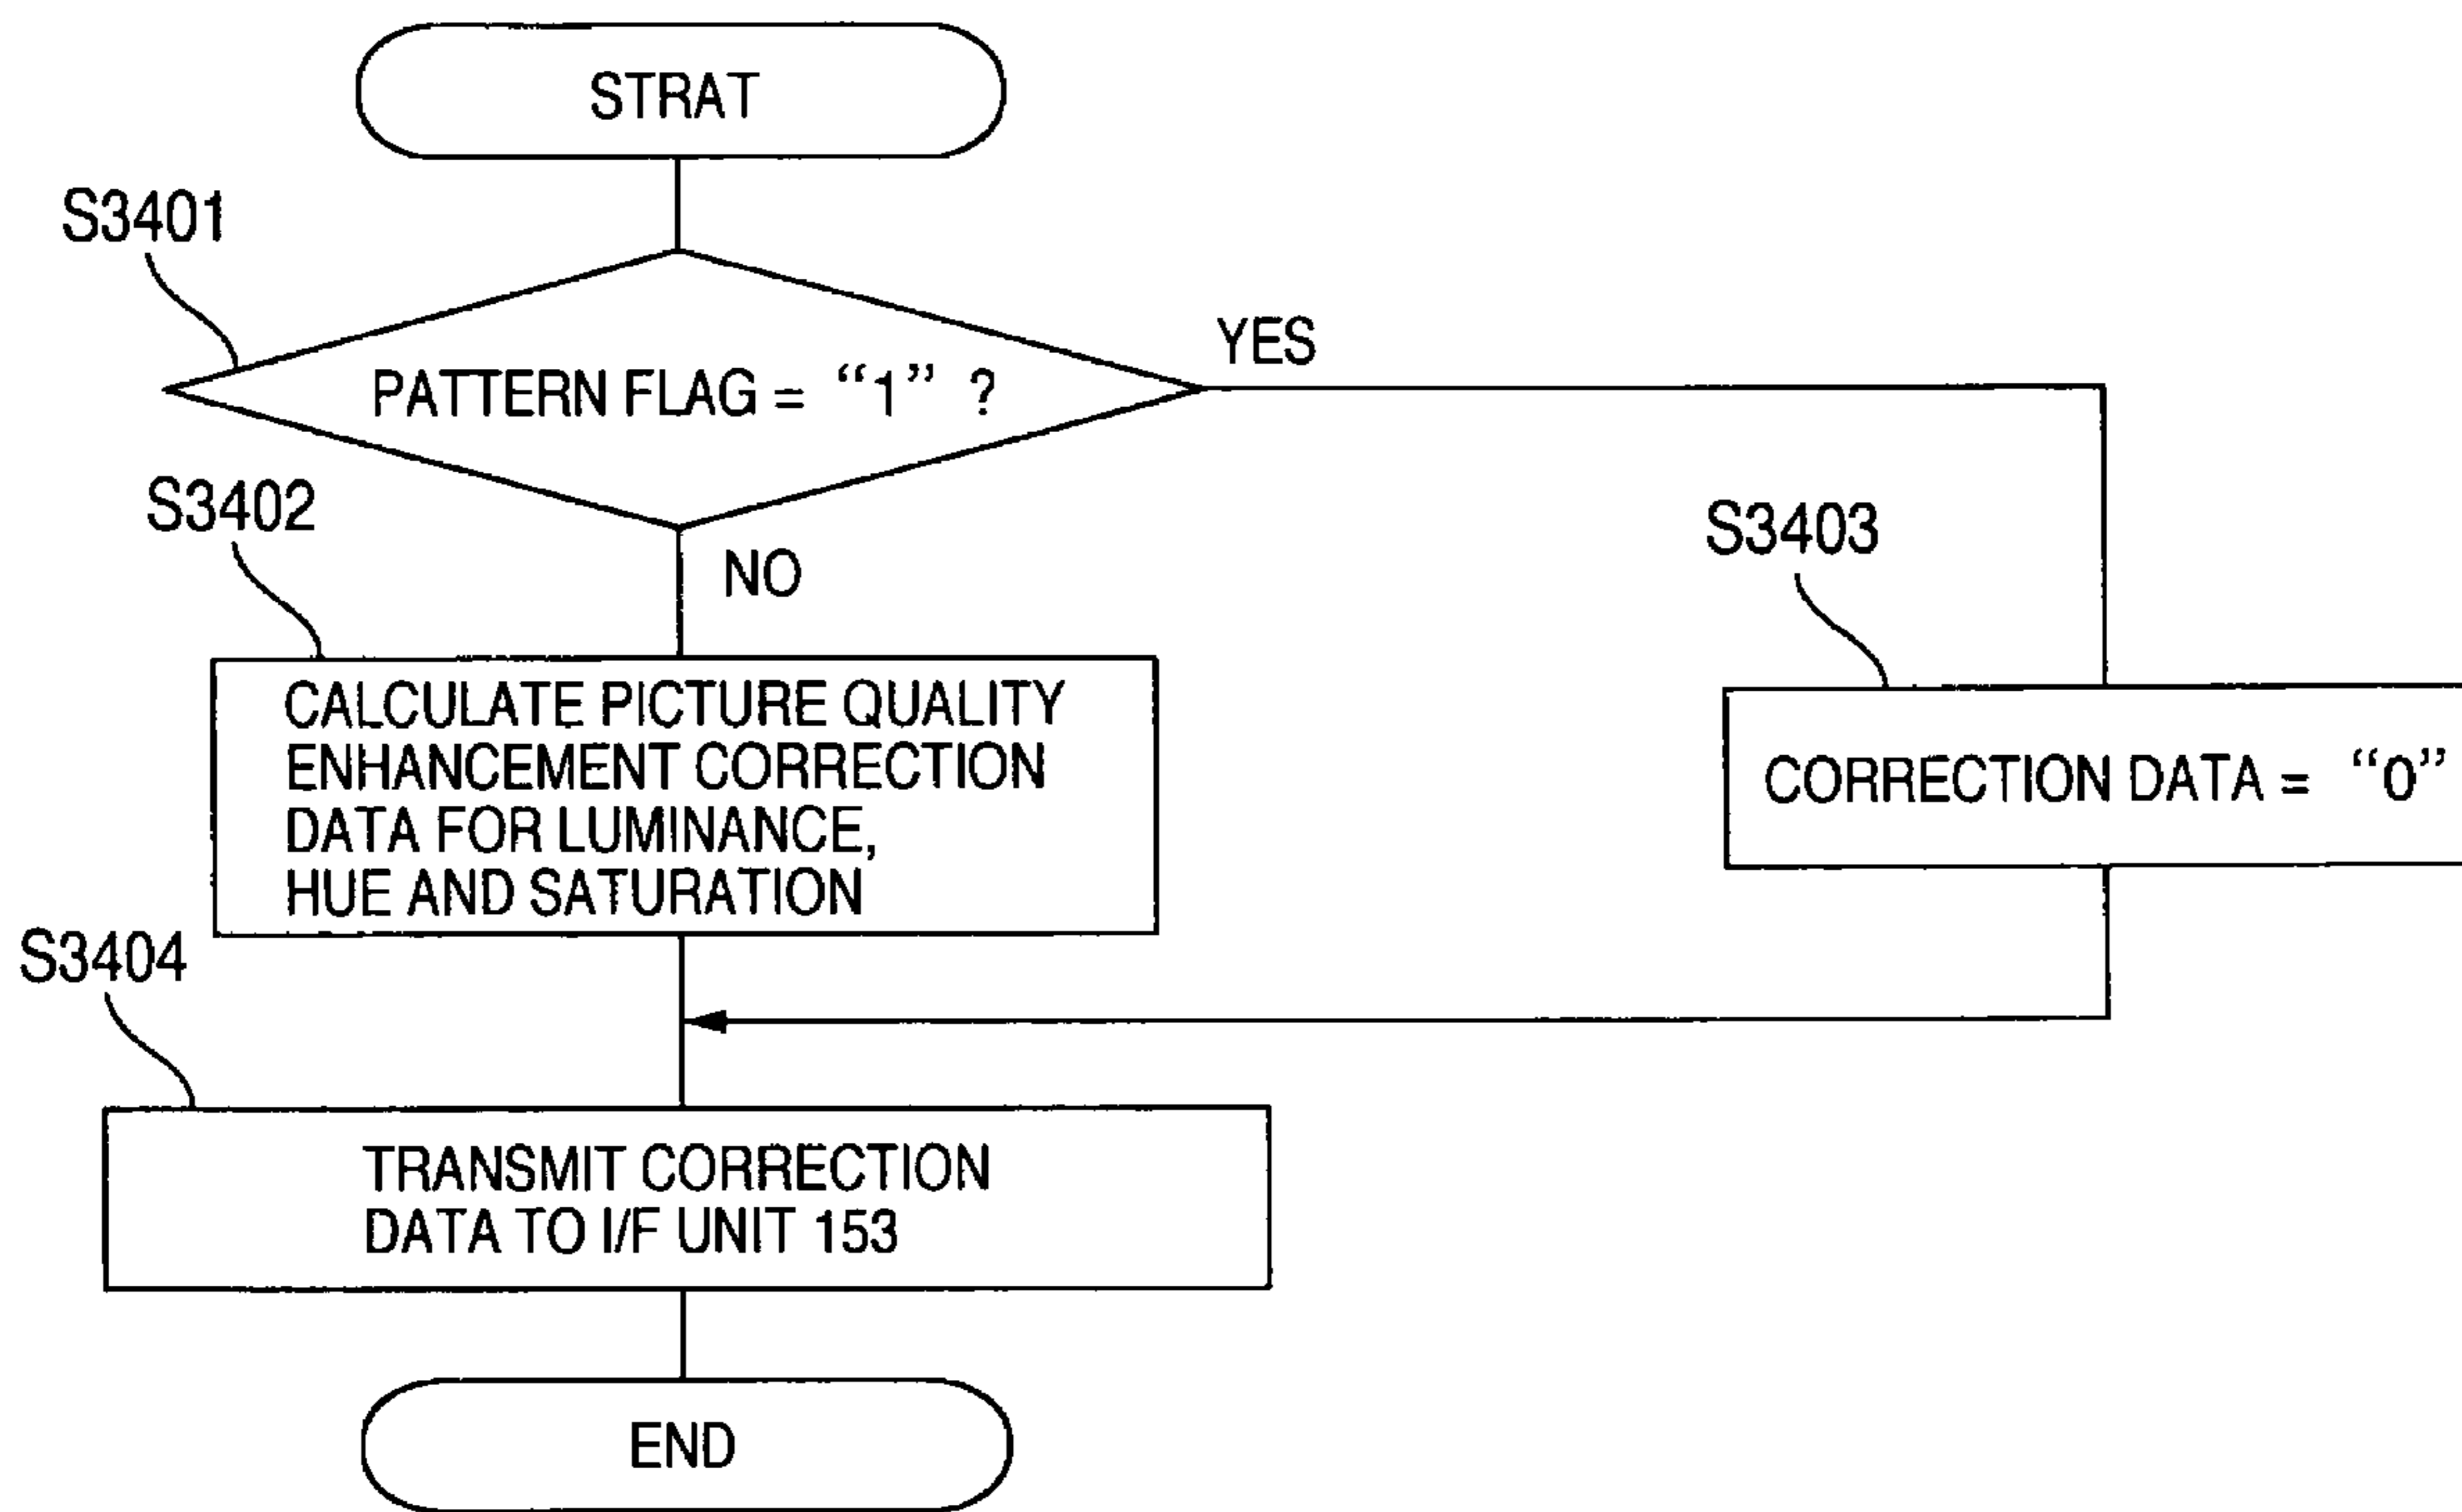 STRAT
S3401
PATTERN FLAG = “1” ?
YES
S3402
NO
S3403
CALCULATE PICTURE QUALITY
ENHANCEMENT CORRECTION
DATA FOR LUMINANCE,
HUE AND SATURATION
CORRECTION DATA = “0”
S3404
TRANSMIT CORRECTION
DATA TO I/F UNIT 153
END